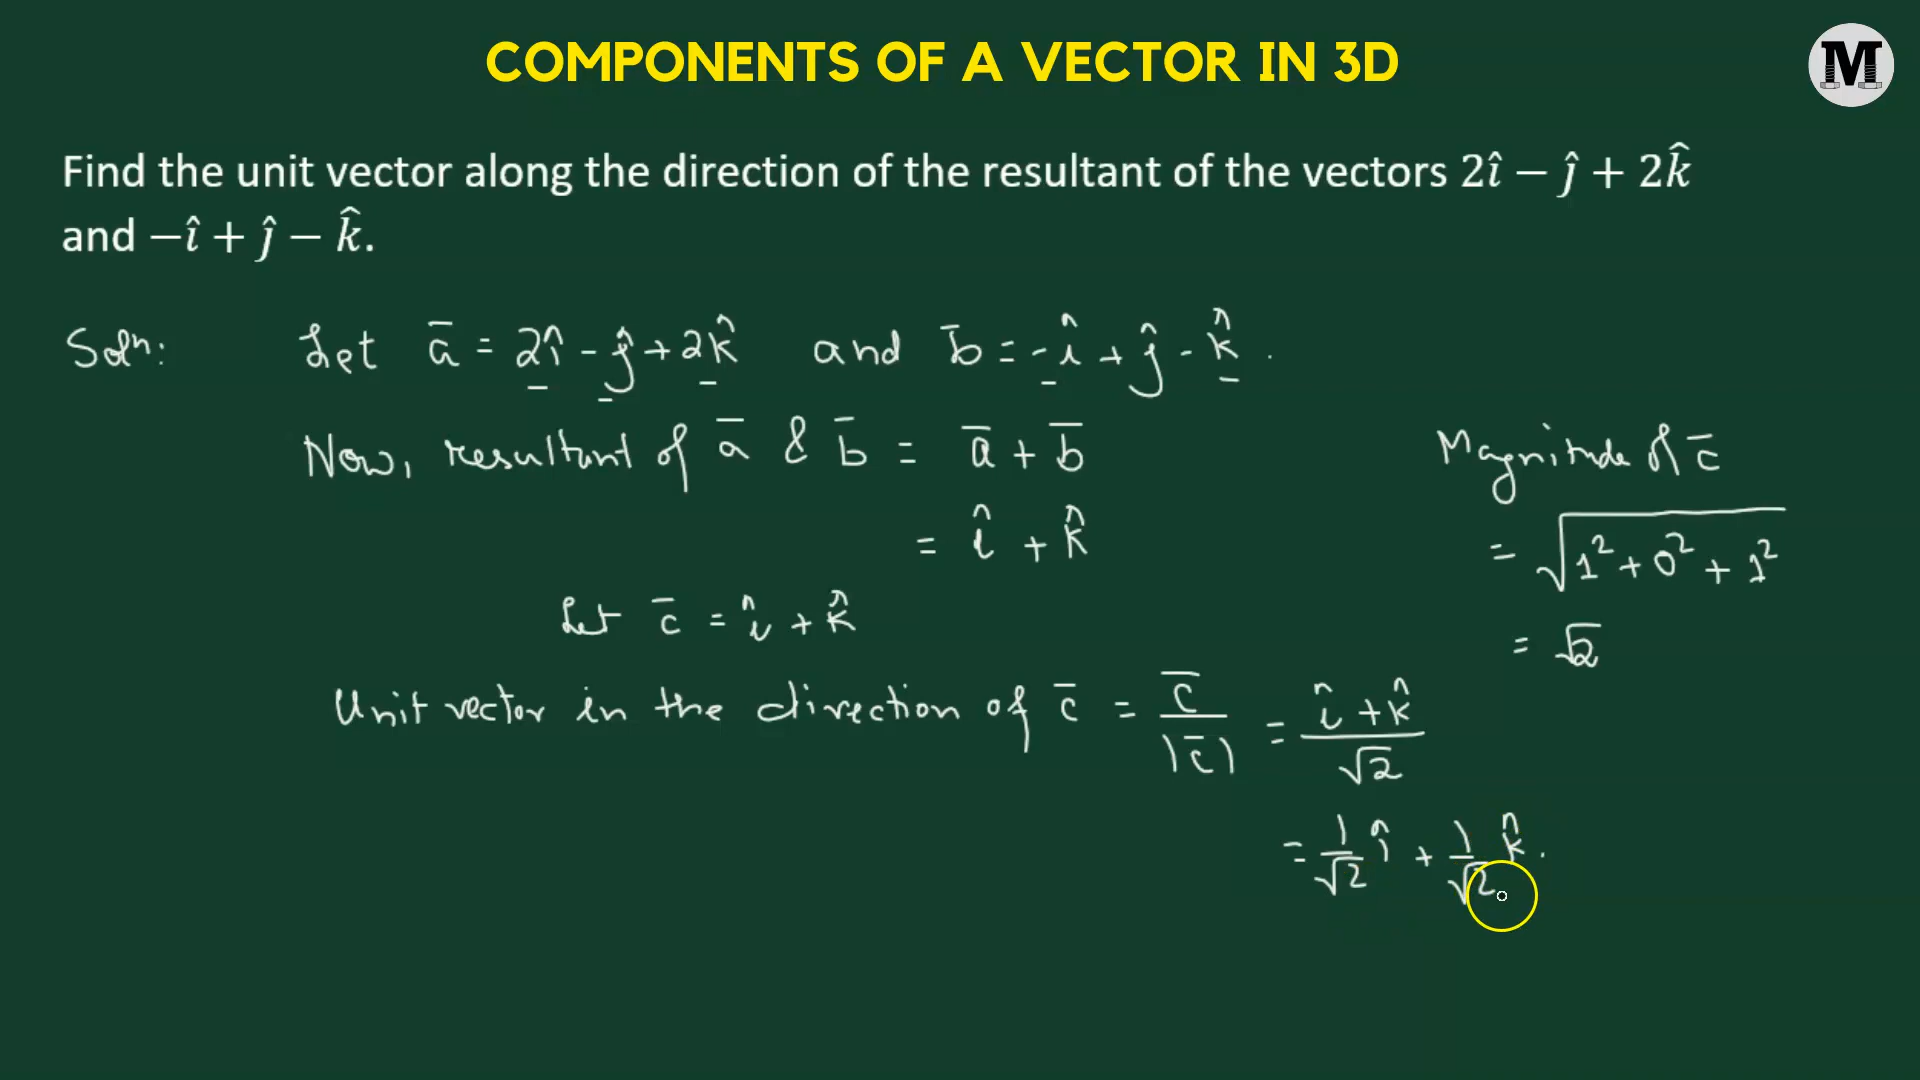 COMPONENTS OF A VECTOR IN 3D
M
Find the unit vector along the direction of the resultant of the vectors 2î − ĵ + 2k̂
and −î + ĵ − k̂.
Soln: Let a̅ = 2î - ĵ + 2k̂ and b̅ = -î + ĵ - k̂.
Now, resultant of a̅ & b̅ = a̅ + b̅
= î + k̂
Let c̅ = î + k̂
Magnitude of c̅
= √(1² + 0² + 1²)
= √2
Unit vector in the direction of c̅ = c̅/|c̅| = (î + k̂)/√2
= 1/√2 î + 1/√2 k̂.